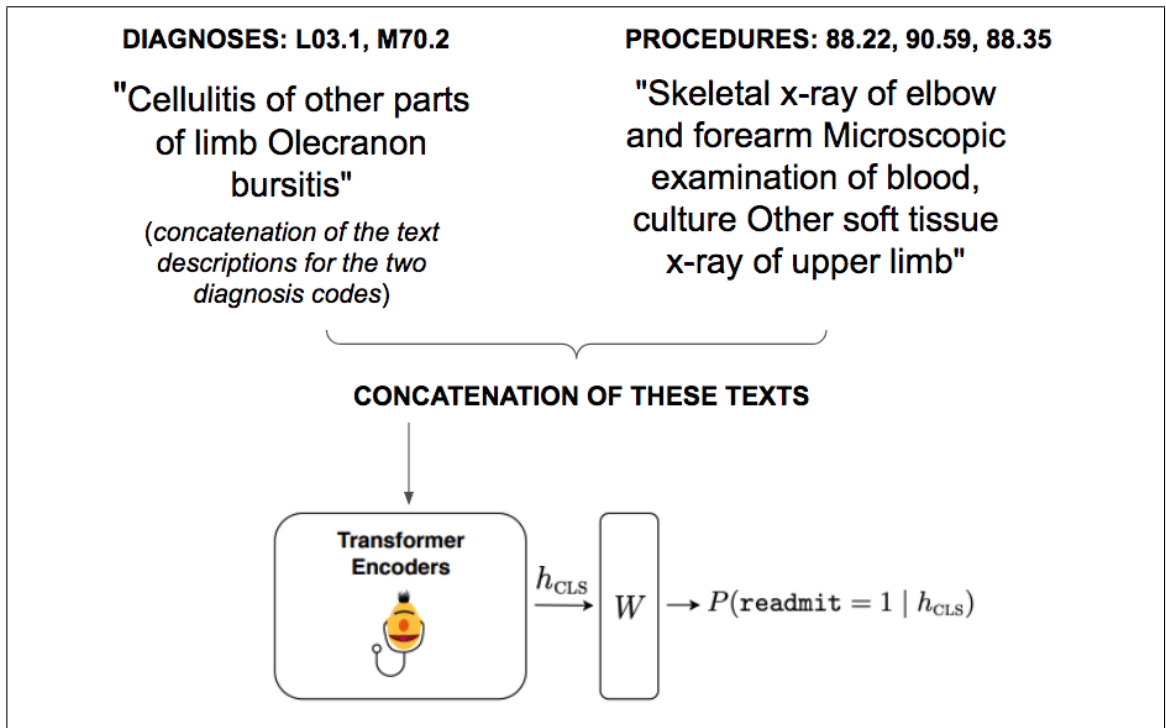 DIAGNOSES: L03.1, M70.2
"Cellulitis of other parts
of limb Olecranon
bursitis"
(concatenation of the text
descriptions for the two
diagnosis codes)
PROCEDURES: 88.22, 90.59, 88.35
"Skeletal x-ray of elbow
and forearm Microscopic
examination of blood,
culture Other soft tissue
x-ray of upper limb"
CONCATENATION OF THESE TEXTS
Transformer
Encoders
h_CLS
W
P(readmit = 1 | h_CLS)